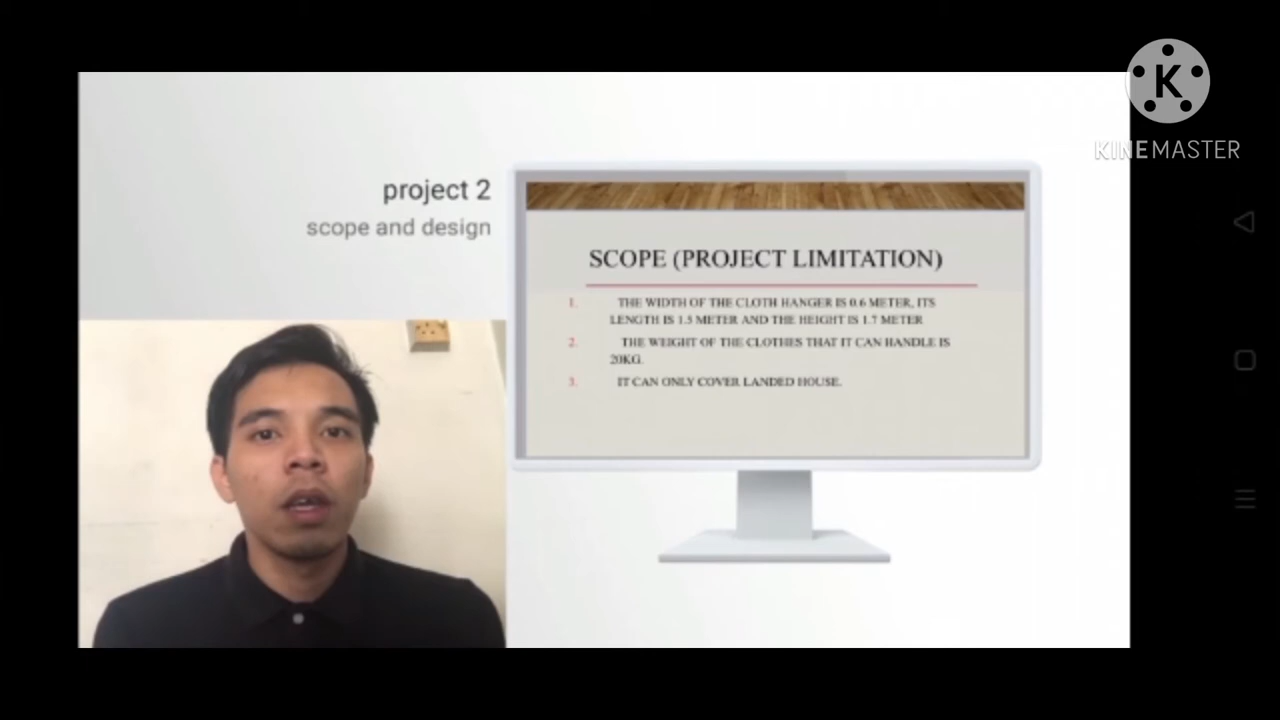 K
KINEMASTER
project 2
scope and design
SCOPE (PROJECT LIMITATION)
1. THE WIDTH OF THE CLOTH HANGER IS 0.6 METER, ITS
LENGTH IS 1.5 METER AND THE HEIGHT IS 1.7 METER
2. THE WEIGHT OF THE CLOTHES THAT IT CAN HANDLE IS
20KG.
3. IT CAN ONLY COVER LANDED HOUSE.